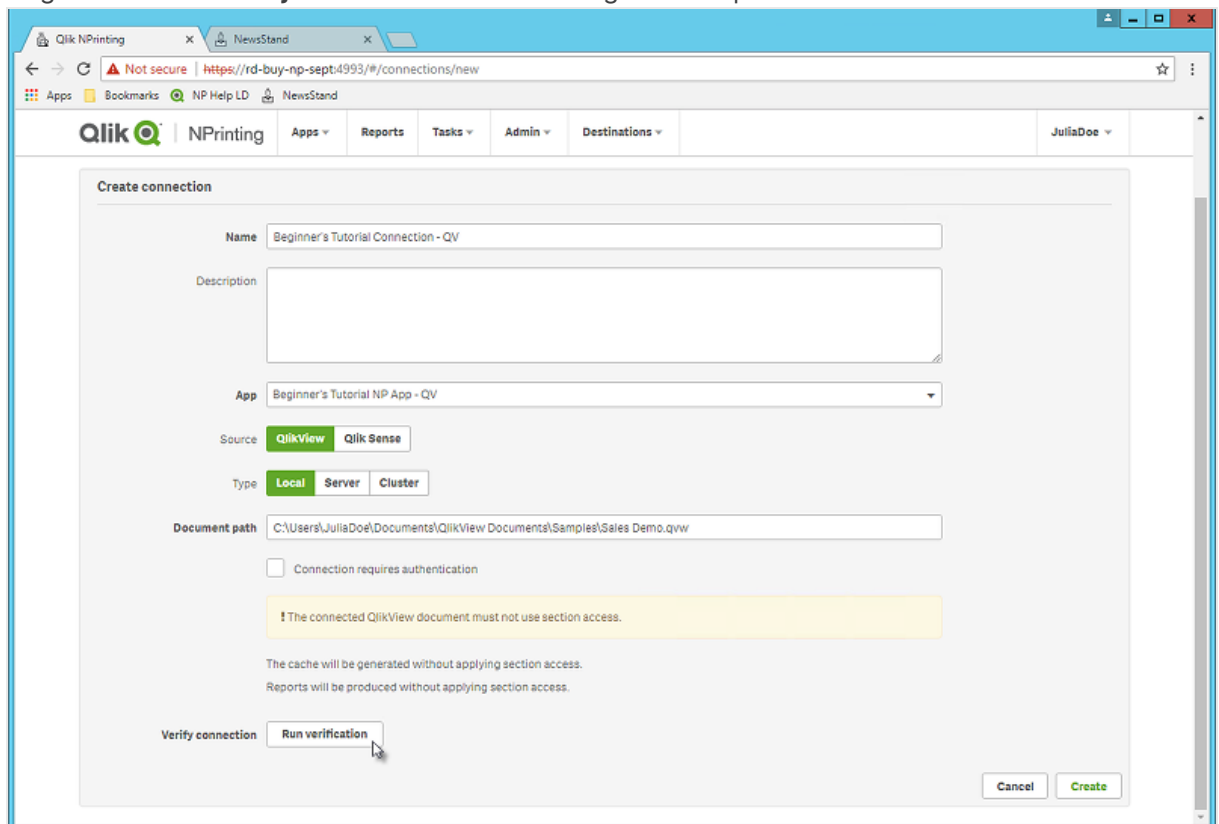 Qlik NPrinting
NewsStand
Not secure | https://rd-buy-np-sept:4993/#/connections/new
Apps Bookmarks NP Help LD NewsStand
Qlik NPrinting Apps Reports Tasks Admin Destinations JuliaDoe
Create connection
Name Beginner's Tutorial Connection - QV
Description
App Beginner's Tutorial NP App - QV
Source QlikView Qlik Sense
Type Local Server Cluster
Document path C:\Users\JuliaDoe\Documents\QlikView Documents\Samples\Sales Demo.qvw
Connection requires authentication
! The connected QlikView document must not use section access.
The cache will be generated without applying section access.
Reports will be produced without applying section access.
Verify connection Run verification
Cancel Create